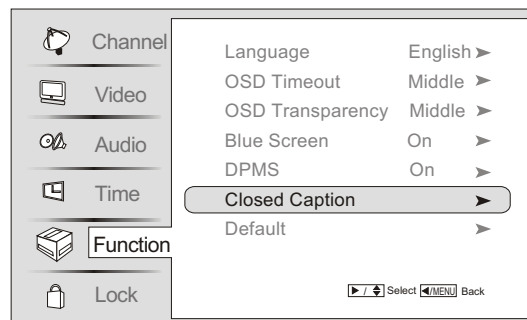 Channel
Video
Audio
Time
Function
Lock
Language English
OSD Timeout Middle
OSD Transparency Middle
Blue Screen On
DPMS On
Closed Caption
Default
/ Select /MENU Back